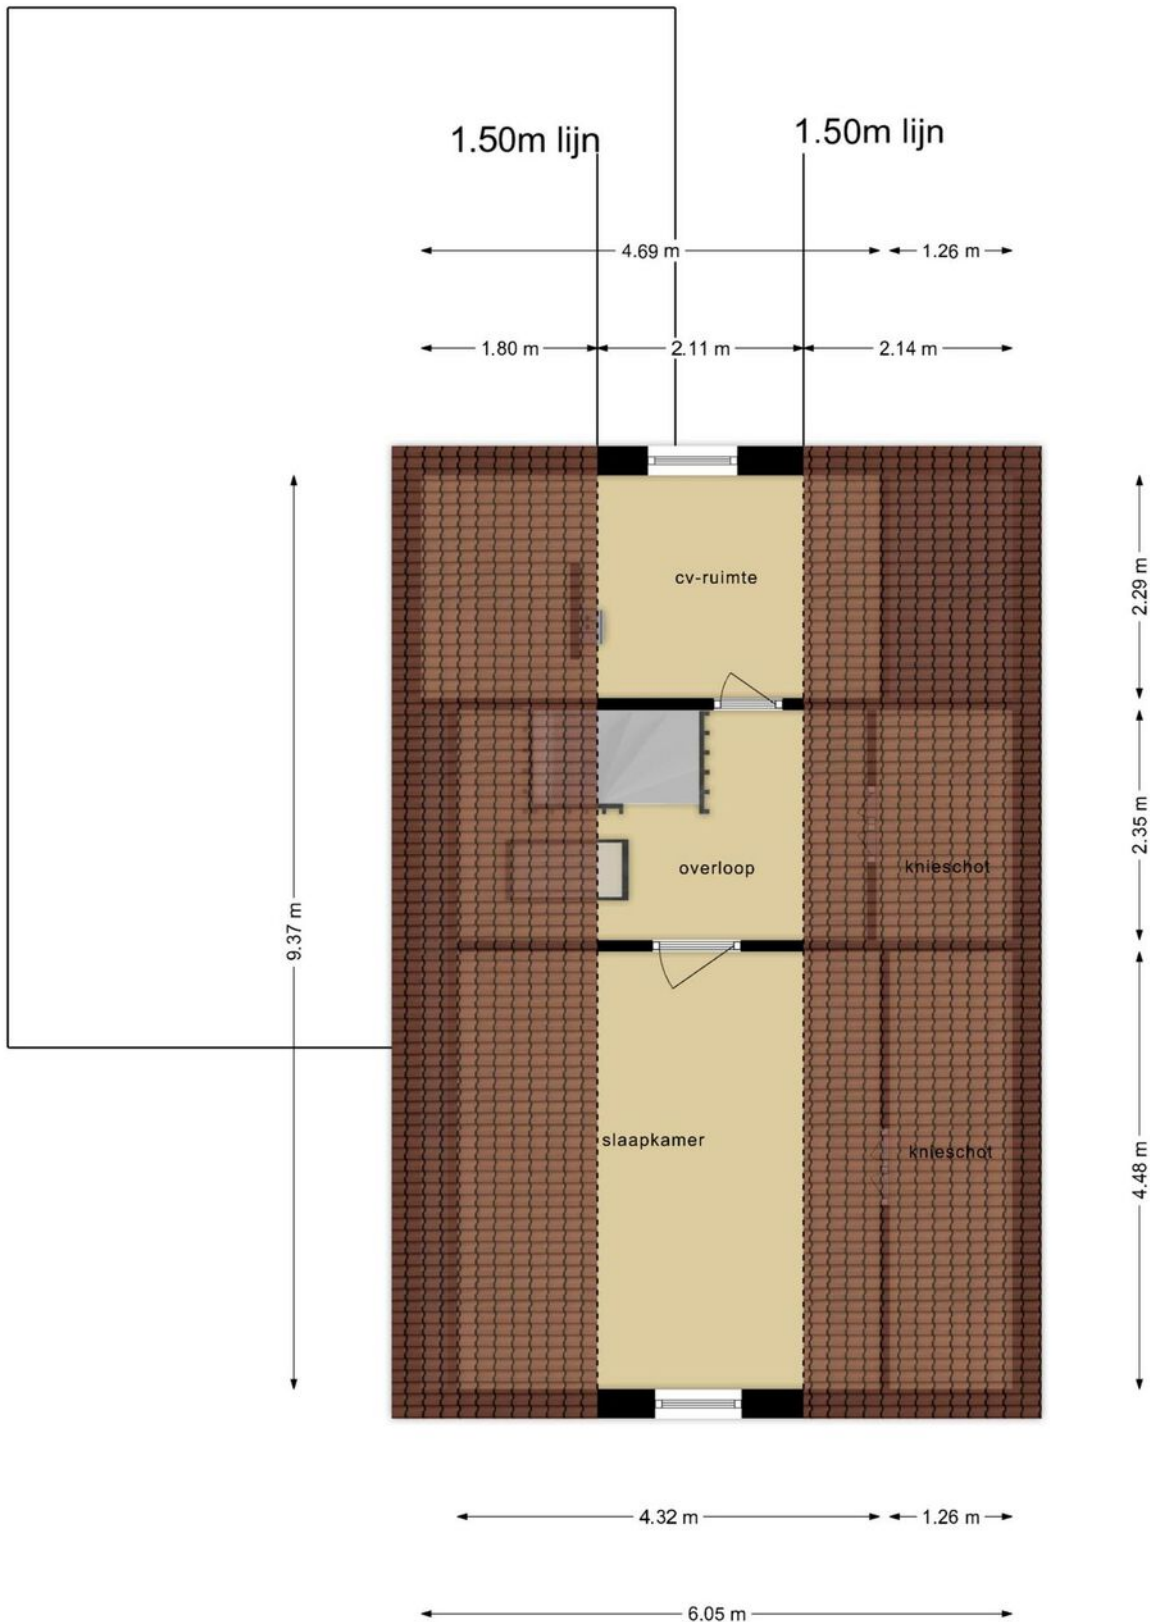 1.50m lijn
1.50m lijn
4.69 m
1.26 m
1.80 m
2.11 m
2.14 m
cv-ruimte
2.29 m
overloop
knieschot
2.35 m
9.37 m
slaapkamer
knieschot
4.48 m
4.32 m
1.26 m
6.05 m